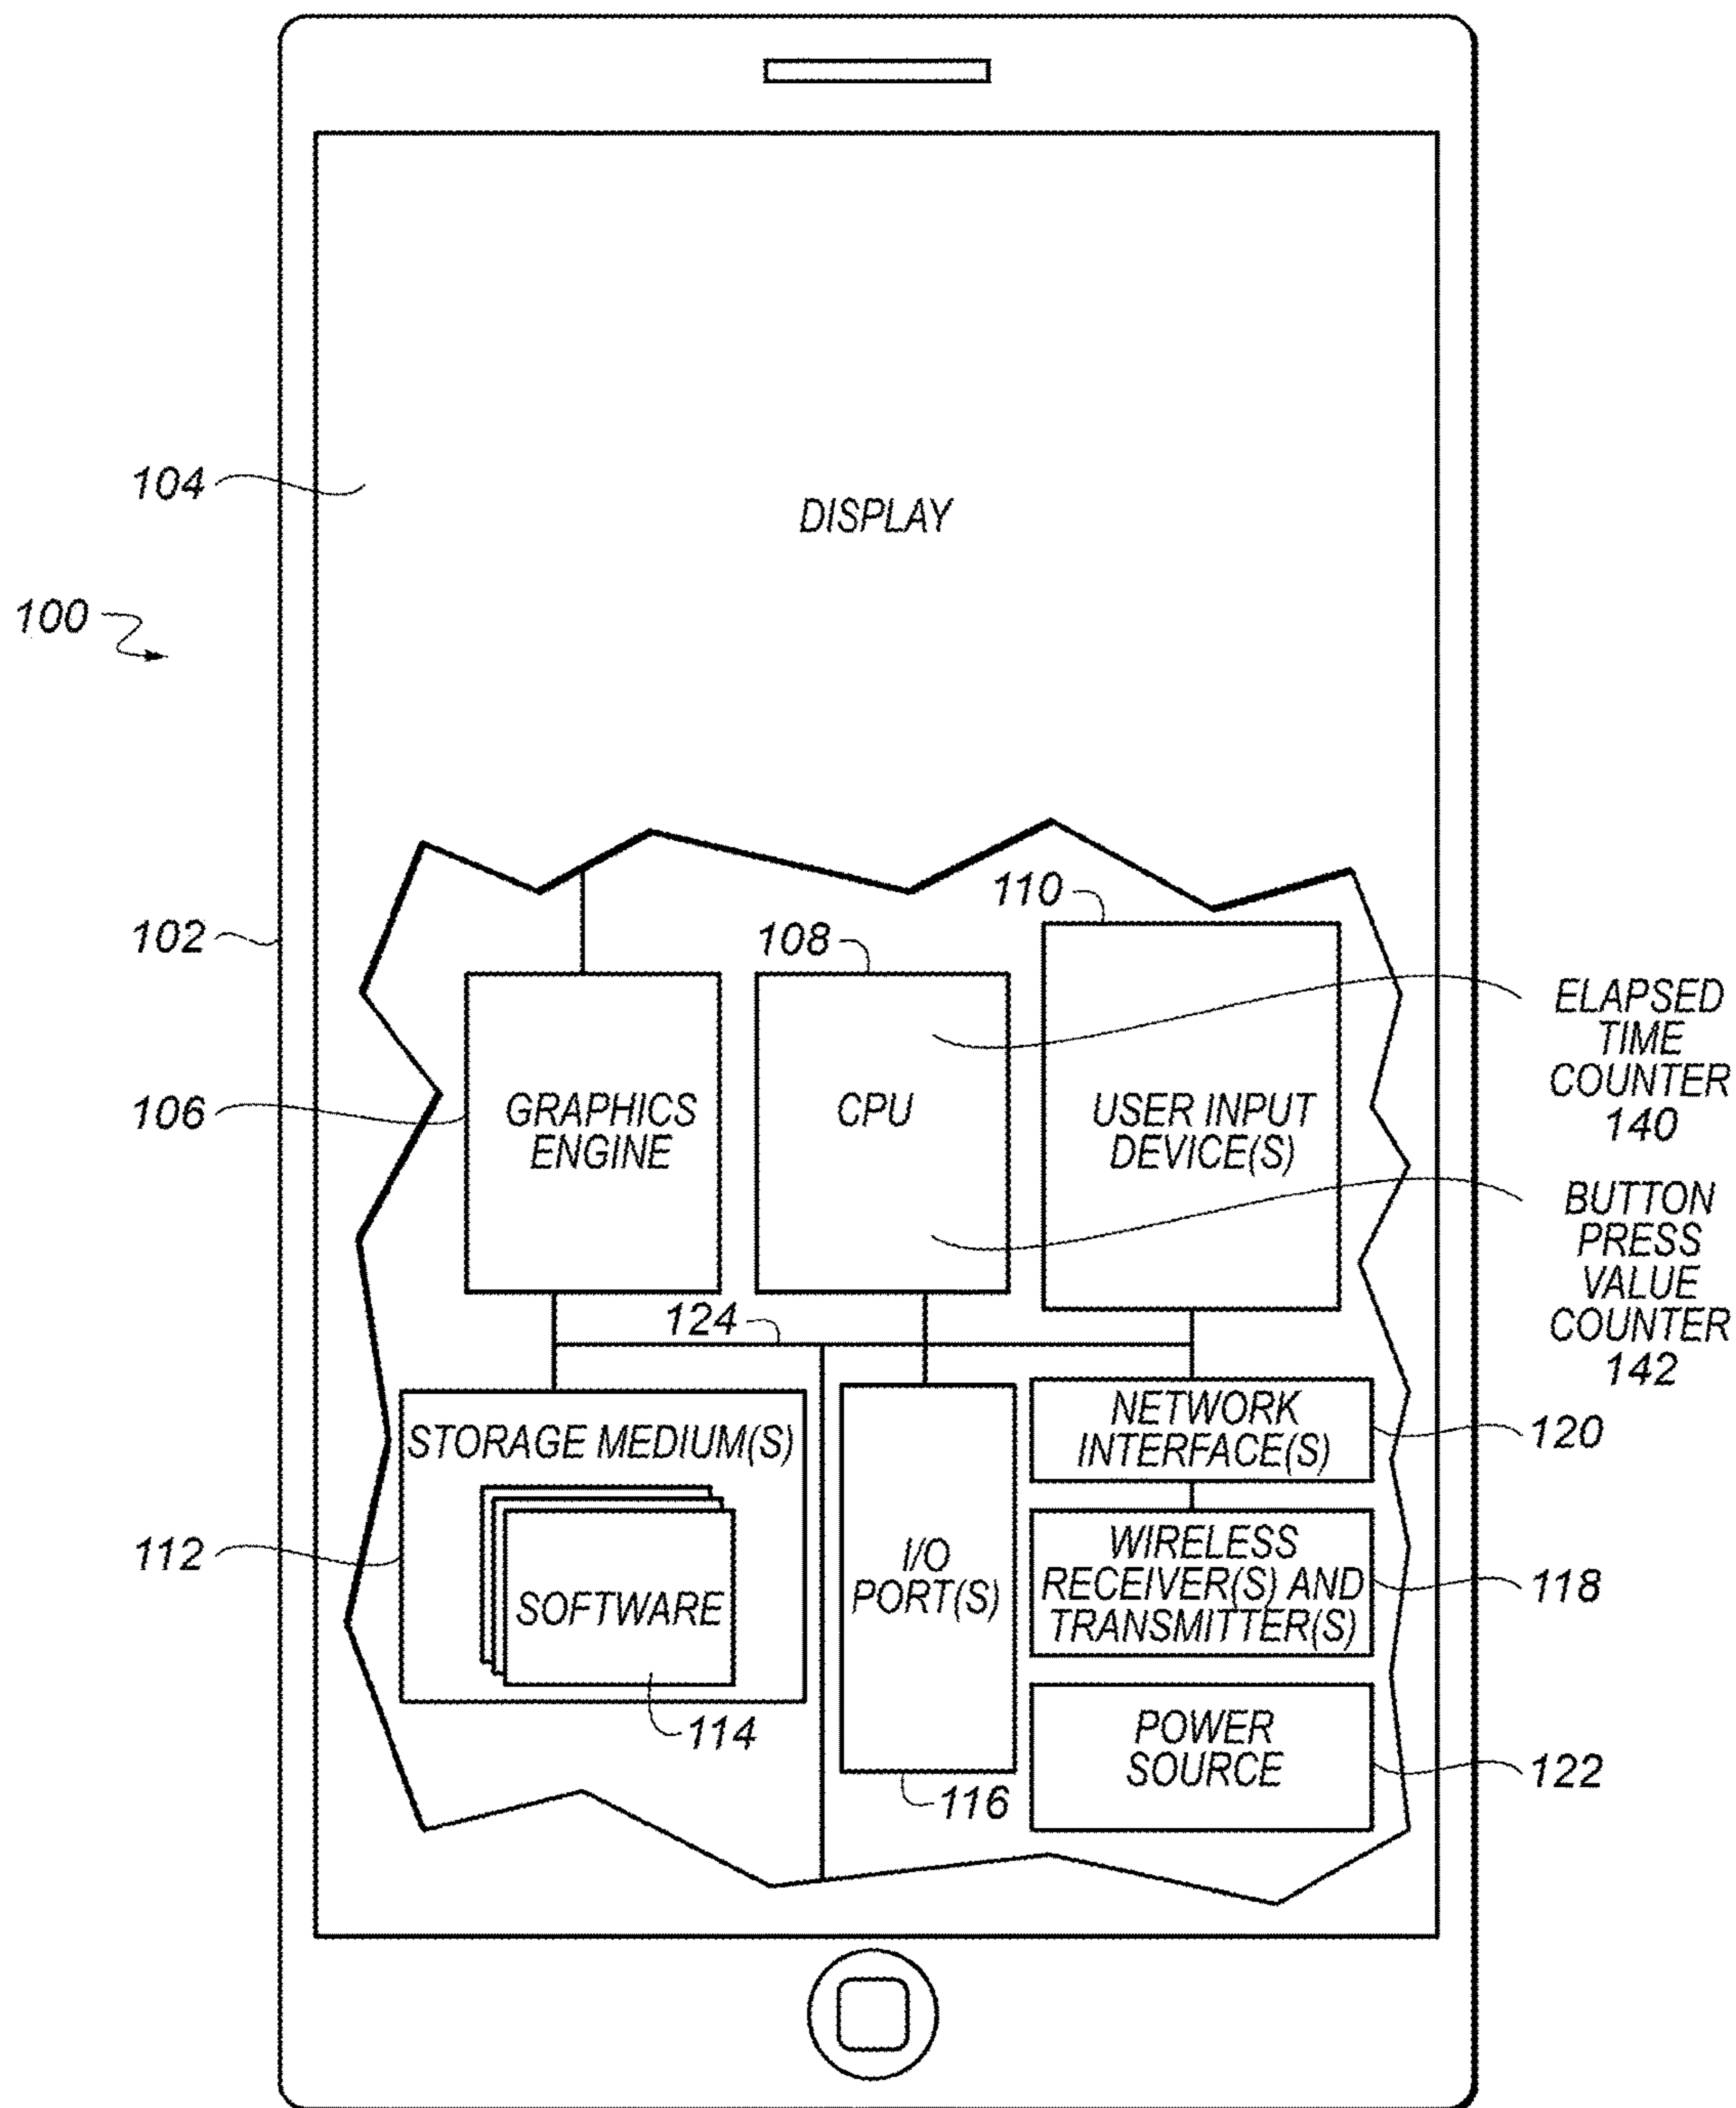 104
DISPLAY
100
110
102
108
ELAPSED
TIME
COUNTER
140
106
GRAPHICS
ENGINE
CPU
USER INPUT
DEVICE(S)
BUTTON
PRESS
VALUE
COUNTER
142
124
STORAGE MEDIUM(S)
NETWORK
INTERFACE(S)
120
112
SOFTWARE
114
I/O
PORT(S)
116
WIRELESS
RECEIVER(S) AND
TRANSMITTER(S)
118
POWER
SOURCE
122